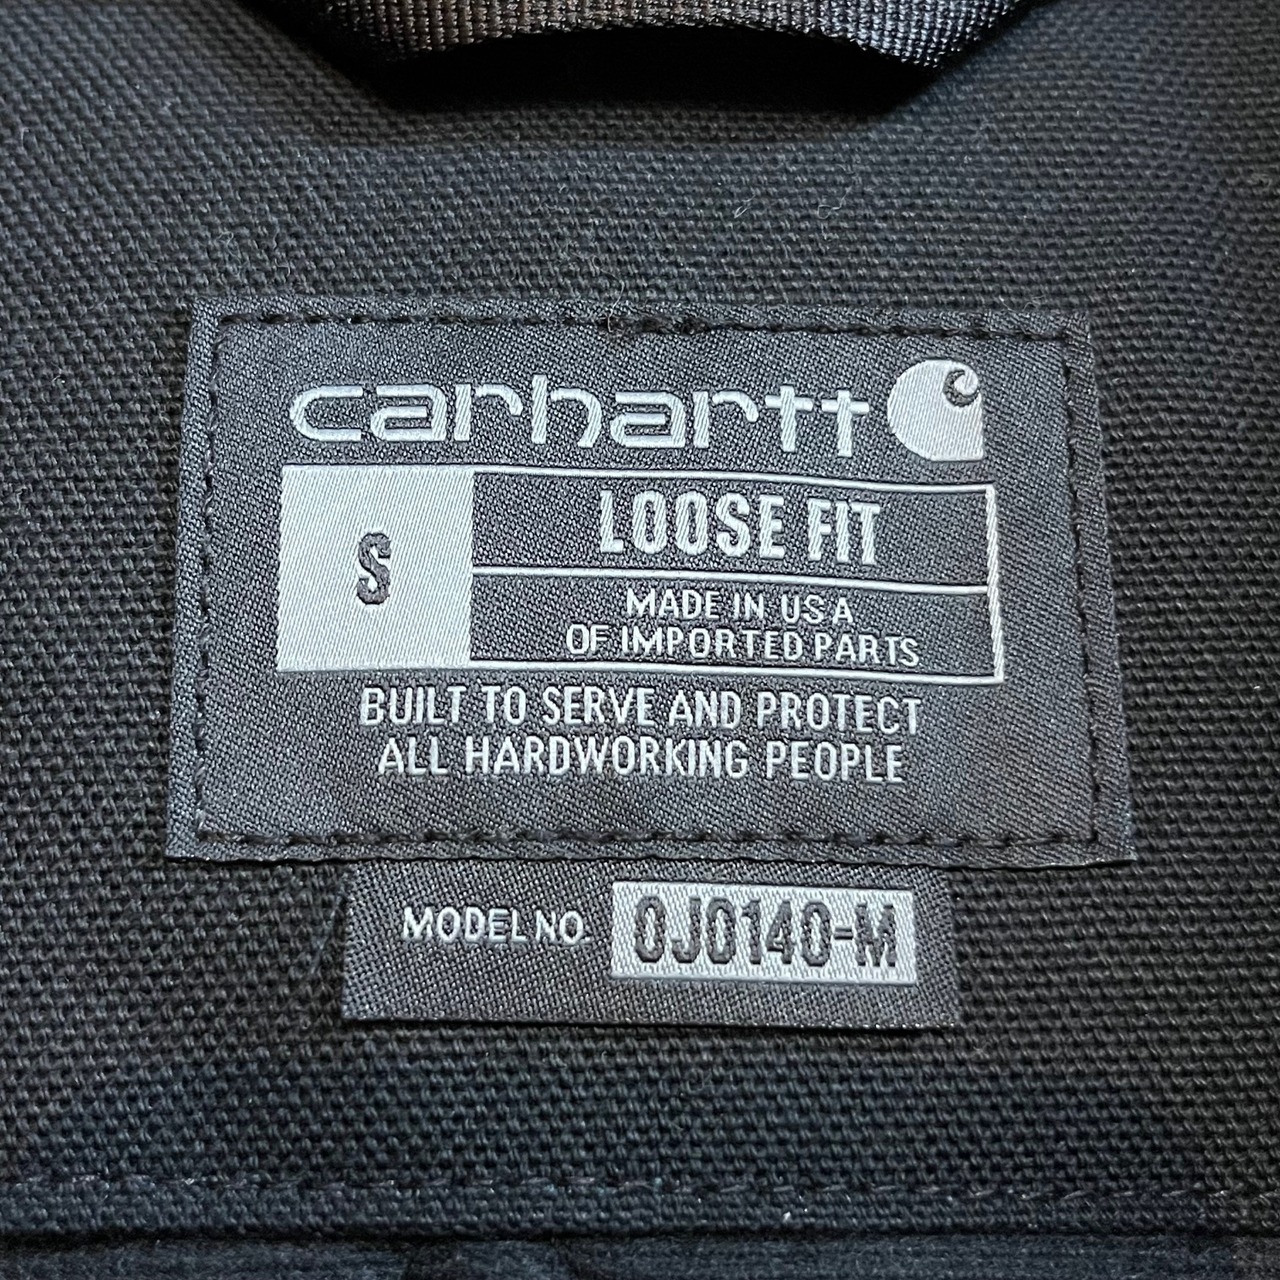 carhartt
S
LOOSE FIT
MADE IN USA
OF IMPORTED PARTS
BUILT TO SERVE AND PROTECT
ALL HARDWORKING PEOPLE
MODEL NO. 0J0140-M